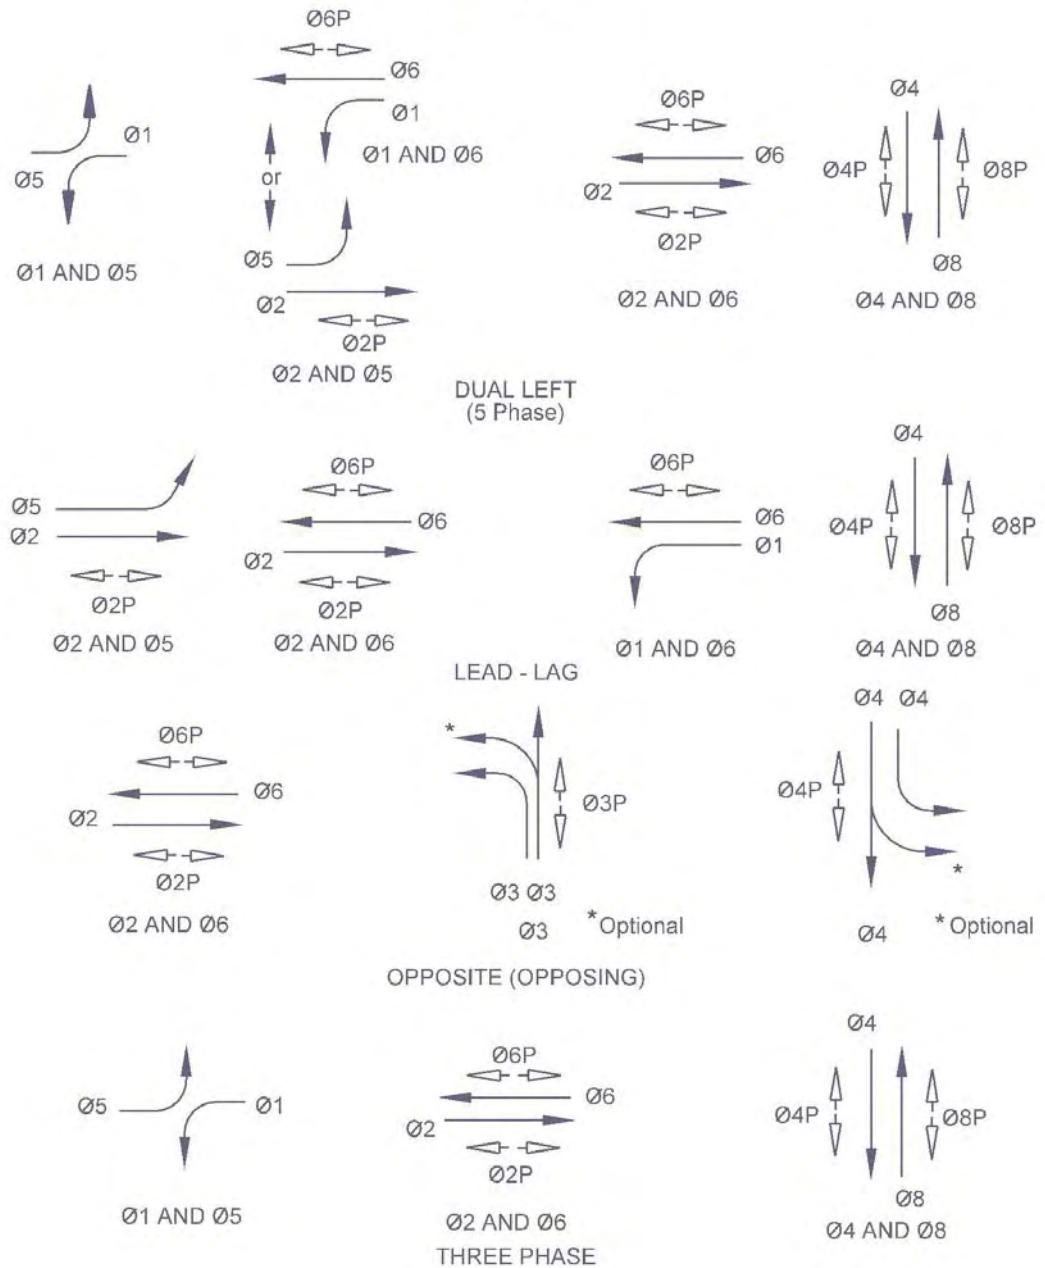 Ø6P
Ø6
Ø1
Ø1 AND Ø6
Ø1
Ø5
Ø1 AND Ø5
or
Ø5
Ø2
Ø2P
Ø2 AND Ø5
Ø6P
Ø6
Ø2
Ø2P
Ø2 AND Ø6
Ø4
Ø4P
Ø8P
Ø8
Ø4 AND Ø8
DUAL LEFT
(5 Phase)
Ø5
Ø2
Ø2P
Ø2 AND Ø5
Ø6P
Ø6
Ø2
Ø2P
Ø2 AND Ø6
Ø6P
Ø6
Ø1
Ø1 AND Ø6
Ø4
Ø4P
Ø8P
Ø8
Ø4 AND Ø8
LEAD - LAG
Ø6P
Ø6
Ø2
Ø2P
Ø2 AND Ø6
*
Ø3P
Ø3 Ø3
Ø3
*Optional
Ø4 Ø4
Ø4P
*
Ø4
* Optional
OPPOSITE (OPPOSING)
Ø5
Ø1
Ø1 AND Ø5
Ø6P
Ø6
Ø2
Ø2P
Ø2 AND Ø6
Ø4
Ø4P
Ø8P
Ø8
Ø4 AND Ø8
THREE PHASE